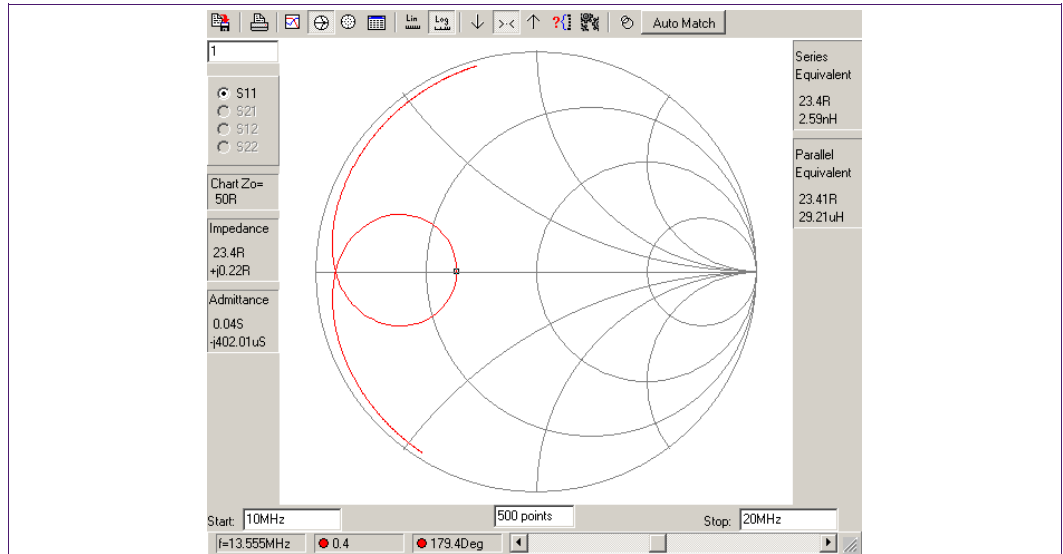 Lin
Log
?{
Auto Match
1
S11
S21
S12
S22
Chart Zo=
50R
Impedance
23.4R
+j0.22R
Admittance
0.04S
-j402.01uS
Series
Equivalent
23.4R
2.59nH
Parallel
Equivalent
23.41R
29.21uH
Start: 10MHz
500 points
Stop: 20MHz
f=13.555MHz
0.4
179.4Deg